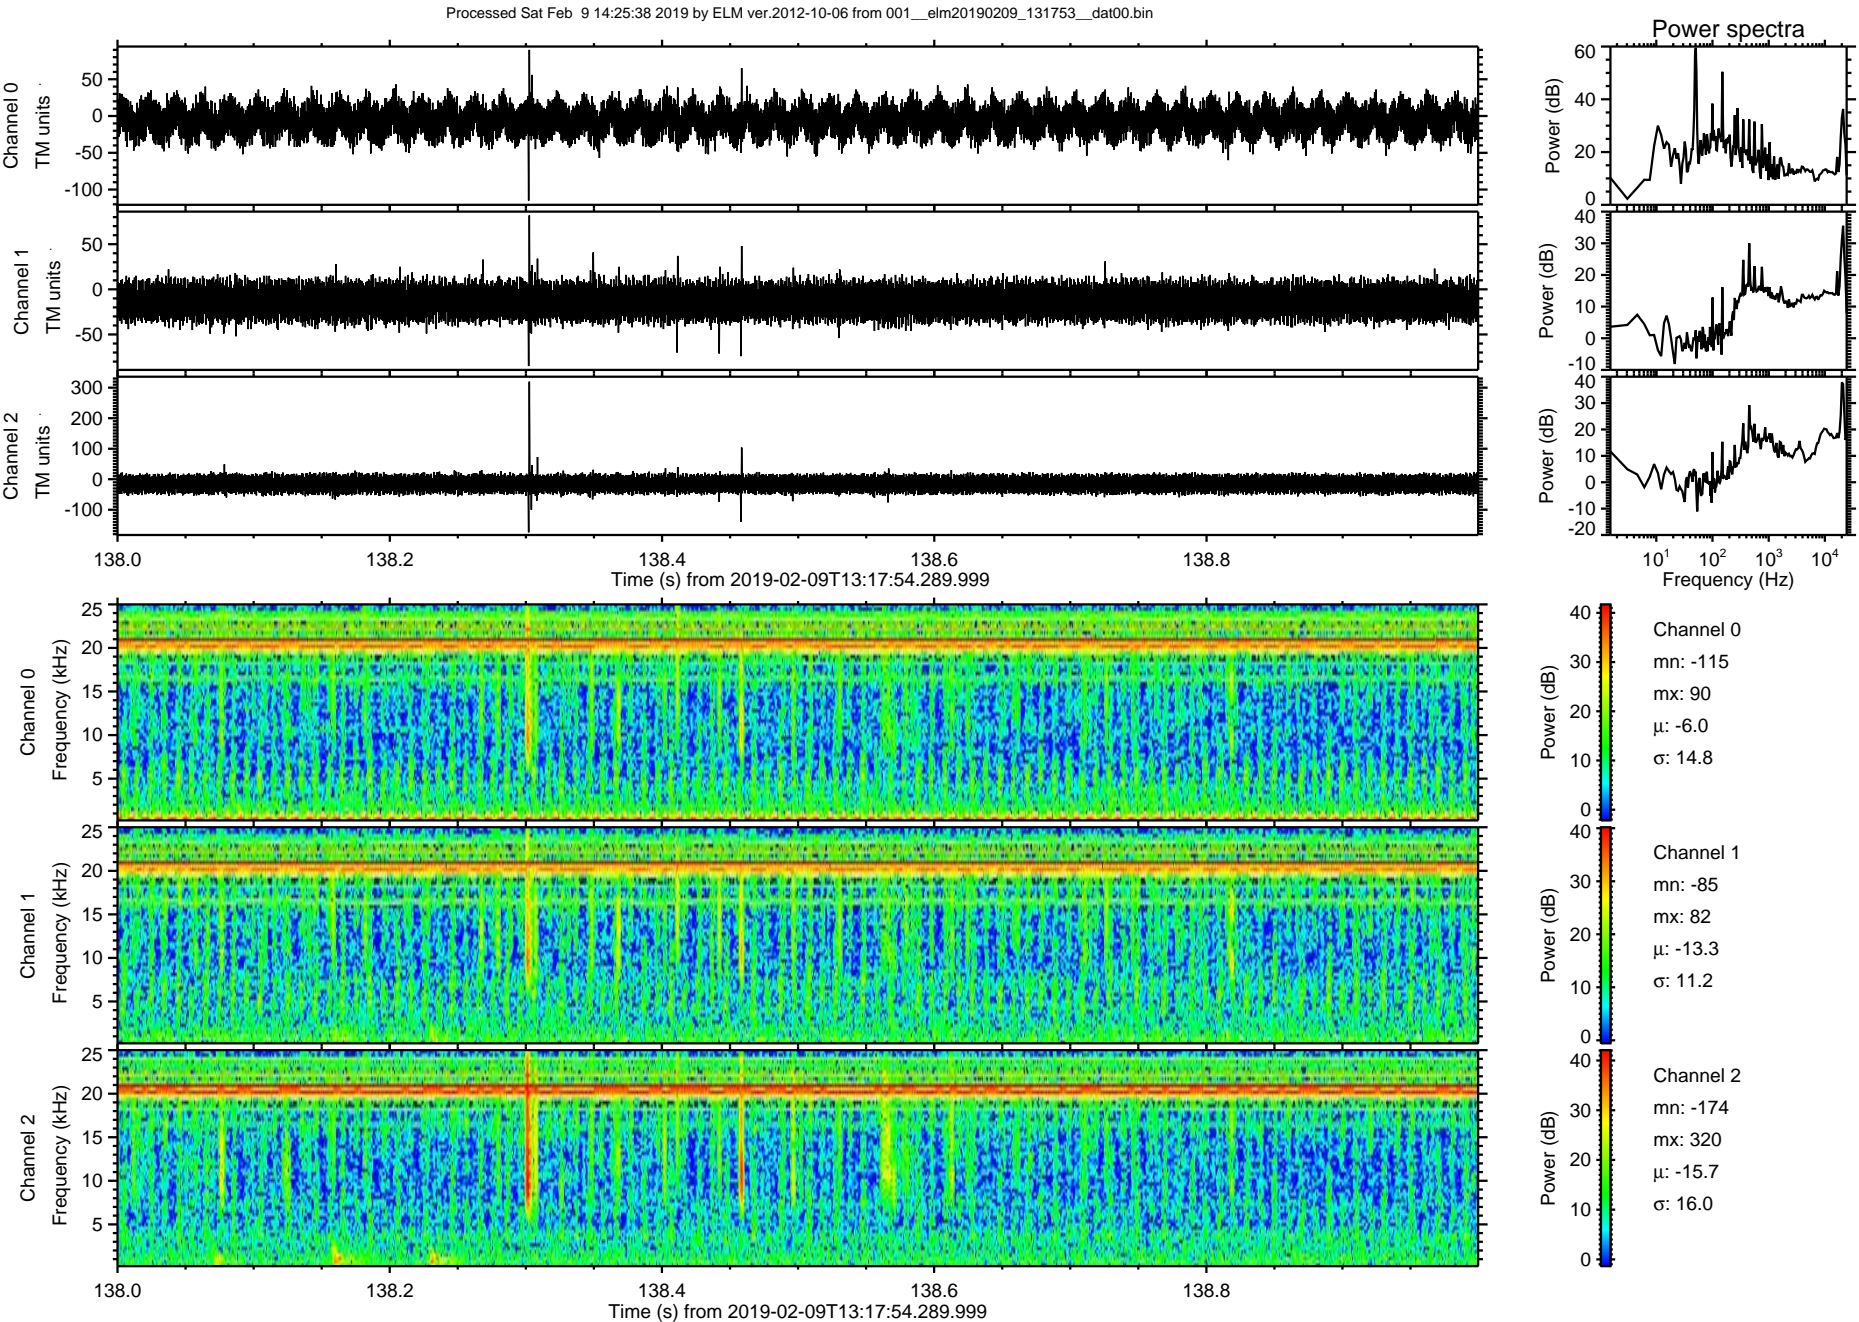 Processed Sat Feb  9 14:25:38 2019 by ELM ver.2012-10-06 from 001__elm20190209_131753__dat00.bin
Power spectra
Channel 0
TM units
50
0
-50
-100
Power (dB)
60
40
20
0
Channel 1
TM units
50
0
-50
Power (dB)
40
30
20
10
0
-10
Channel 2
TM units
300
200
100
0
-100
Power (dB)
40
30
20
10
0
-10
-20
138.0 138.2 138.4 138.6 138.8
Time (s) from 2019-02-09T13:17:54.289.999
10¹ 10² 10³ 10⁴
Frequency (Hz)
Channel 0
Frequency (kHz)
25
20
15
10
5
Power (dB)
40
30
20
10
0
Channel 0
mn: -115
mx: 90
μ: -6.0
σ: 14.8
Channel 1
Frequency (kHz)
25
20
15
10
5
Power (dB)
40
30
20
10
0
Channel 1
mn: -85
mx: 82
μ: -13.3
σ: 11.2
Channel 2
Frequency (kHz)
25
20
15
10
5
Power (dB)
40
30
20
10
0
Channel 2
mn: -174
mx: 320
μ: -15.7
σ: 16.0
138.0 138.2 138.4 138.6 138.8
Time (s) from 2019-02-09T13:17:54.289.999